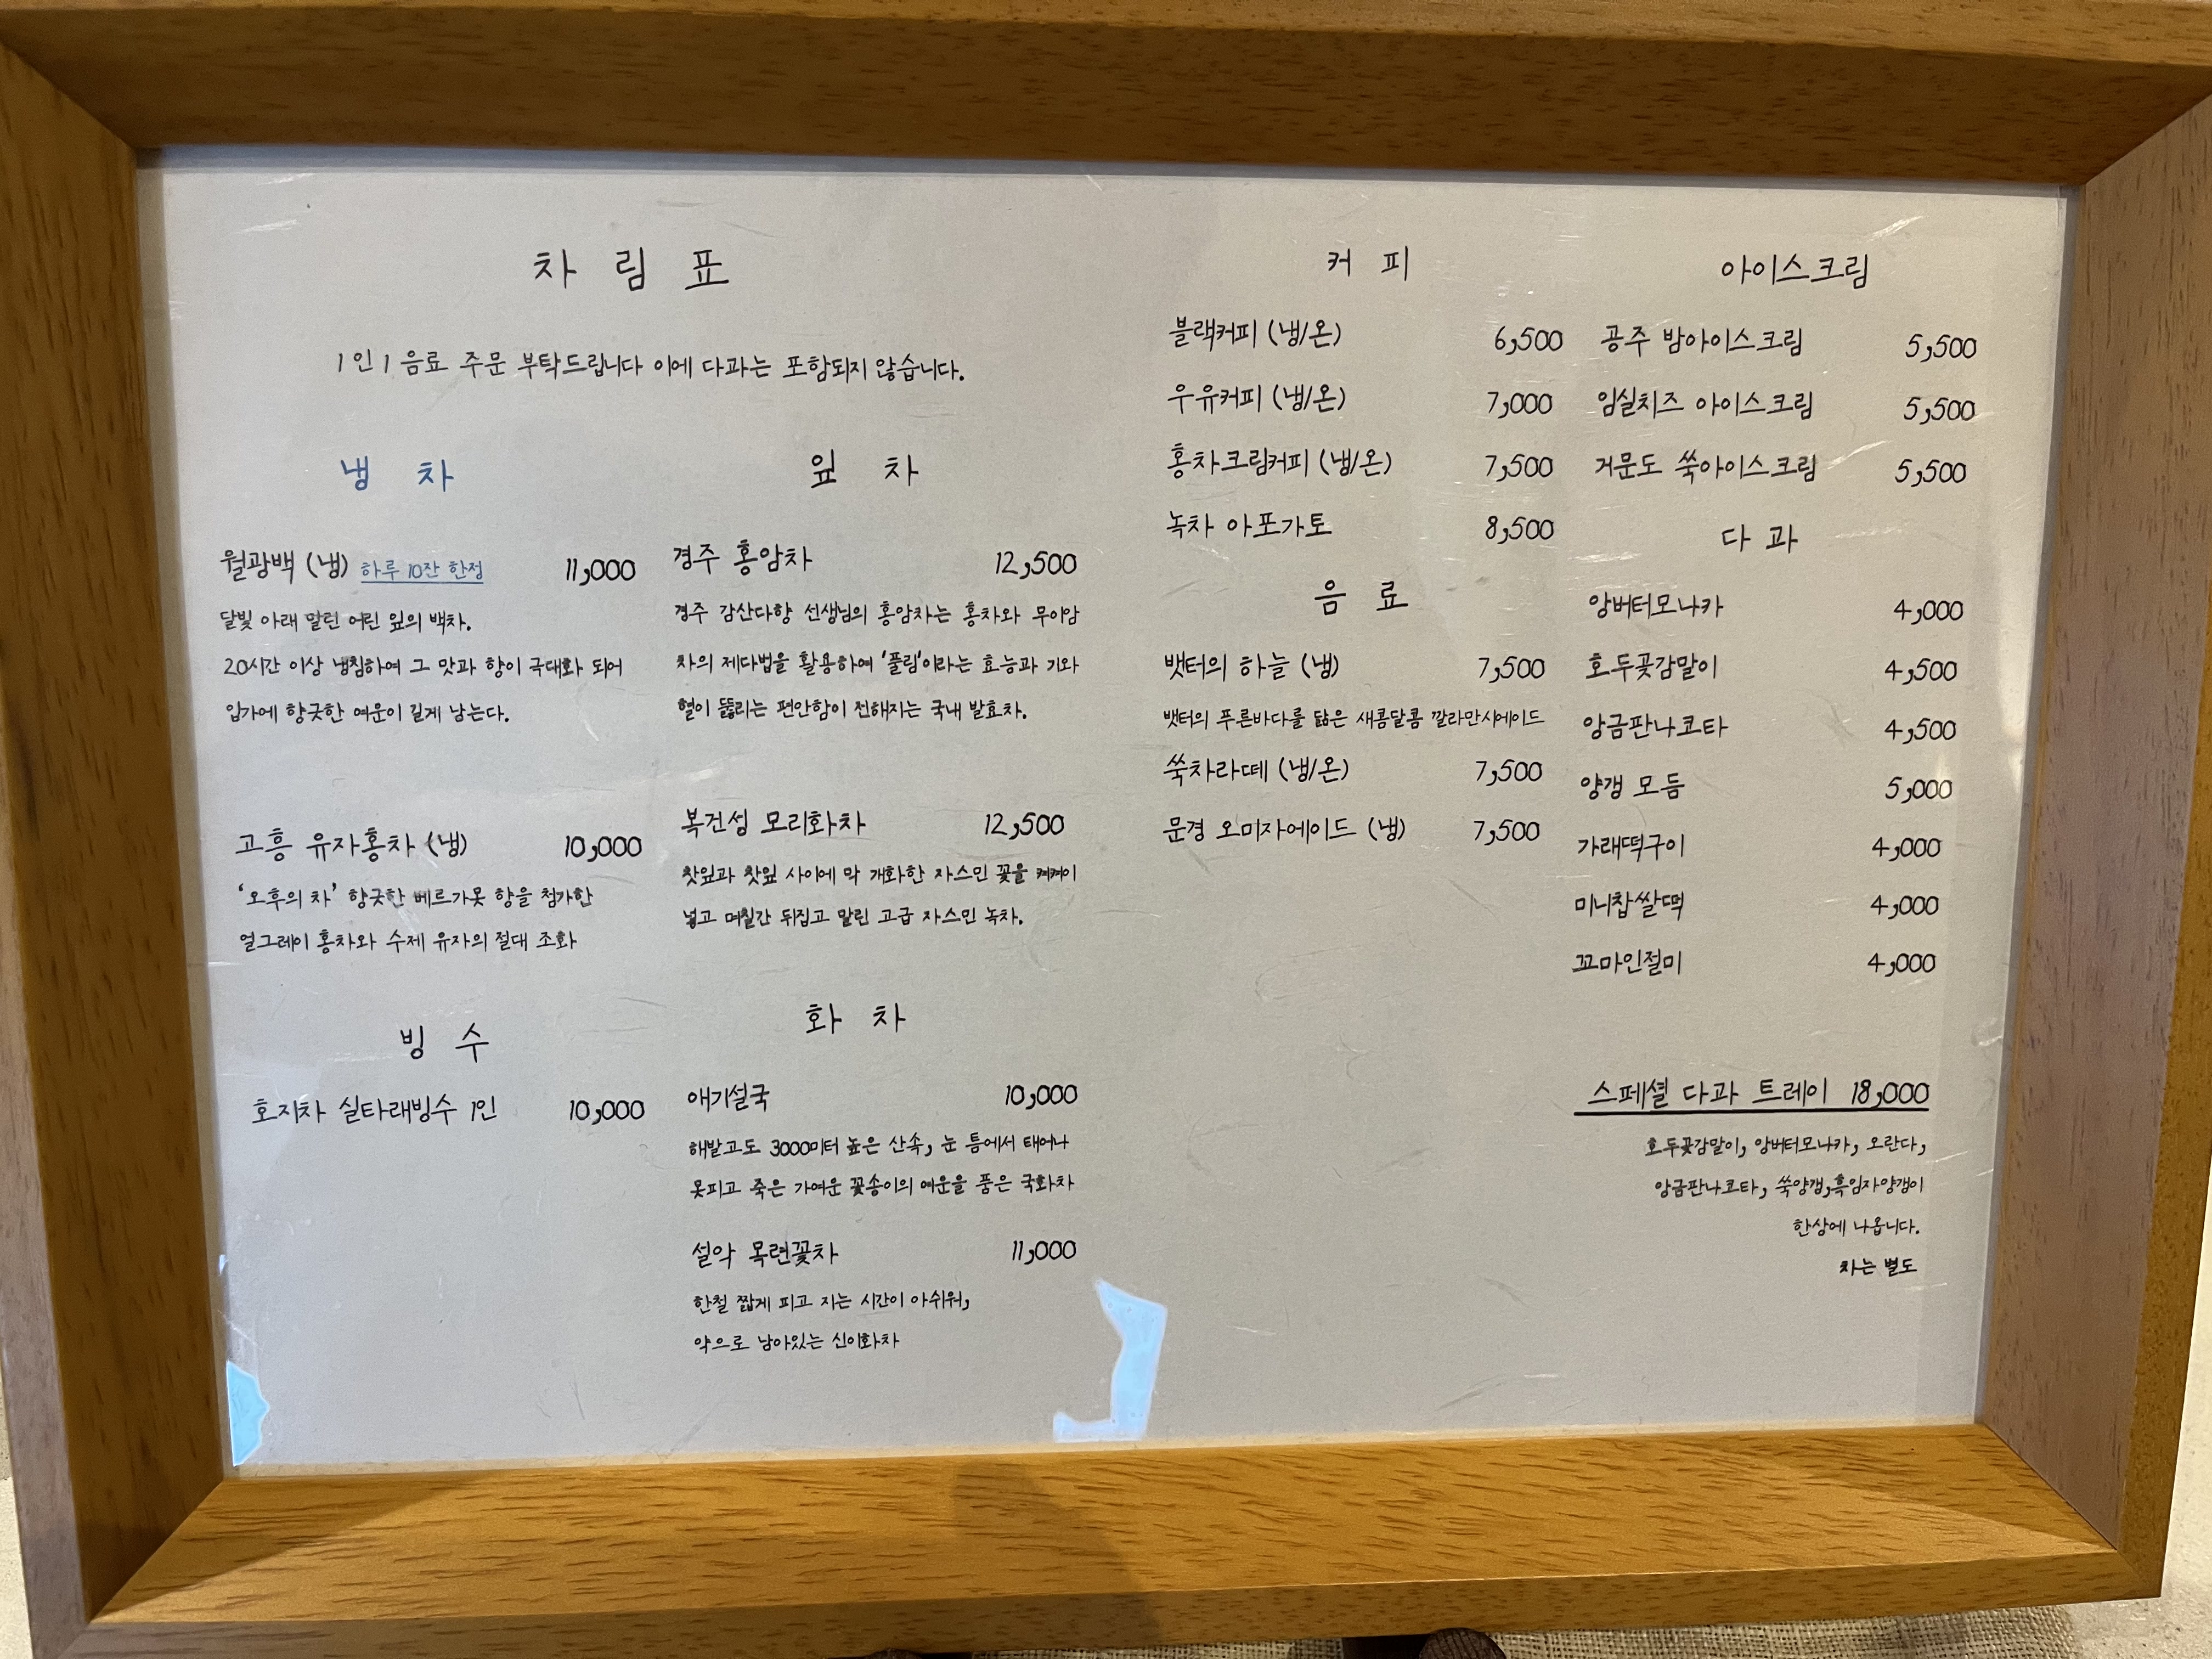 차 림 표
1인 1 음료 주문 부탁드립니다 이에 다과는 포함되지 않습니다.
냉 차
월광백 (냉) 하루 10잔 한정 11,000
달빛 아래 말린 어린 잎의 백차.
20시간 이상 냉침하여 그 맛과 향이 극대화 되어
입가에 향긋한 여운이 길게 남는다.
고흥 유자홍차 (냉) 10,000
'오후의 차' 향긋한 베르가못 향을 첨가한
얼그레이 홍차와 수제 유자의 절대 조화
빙 수
호지차 실타래빙수 1인 10,000
잎 차
경주 홍암차 12,500
경주 감산다향 선생님의 홍암차는 홍차와 무이암
차의 제다법을 활용하여 '풀림'이라는 효능과 기와
혈이 뚫리는 편안함이 전해지는 국내 발효차.
복건성 모리화차 12,500
찻잎과 찻잎 사이에 막 개화한 자스민 꽃을 켜켜이
넣고 며칠간 뒤집고 말린 고급 자스민 녹차.
화 차
애기설국 10,000
해발고도 3000미터 높은 산속, 눈 틈에서 태어나
못피고 죽은 가여운 꽃송이의 여운을 품은 국화차
설악 목련꽃차 11,000
한철 짧게 피고 지는 시간이 아쉬워,
약으로 남아있는 신이화차
커 피
블랙커피 (냉/온) 6,500
우유커피 (냉/온) 7,000
홍차크림커피 (냉/온) 7,500
녹차 아포가토 8,500
음 료
뱃터의 하늘 (냉) 7,500
뱃터의 푸른바다를 닮은 새콤달콤 깔라만시에이드
쑥차라떼 (냉/온) 7,500
문경 오미자에이드 (냉) 7,500
아이스크림
공주 밤아이스크림 5,500
임실치즈 아이스크림 5,500
거문도 쑥아이스크림 5,500
다 과
앙버터모나카 4,000
호두곶감말이 4,500
앙금판나코타 4,500
양갱 모듬 5,000
가래떡구이 4,000
미니찹쌀떡 4,000
꼬마인절미 4,000
스페셜 다과 트레이 18,000
호두곶감말이, 앙버터모나카, 오란다,
앙금판나코타, 쑥양갱,흑임자양갱이
한상에 나옵니다.
차는 별도